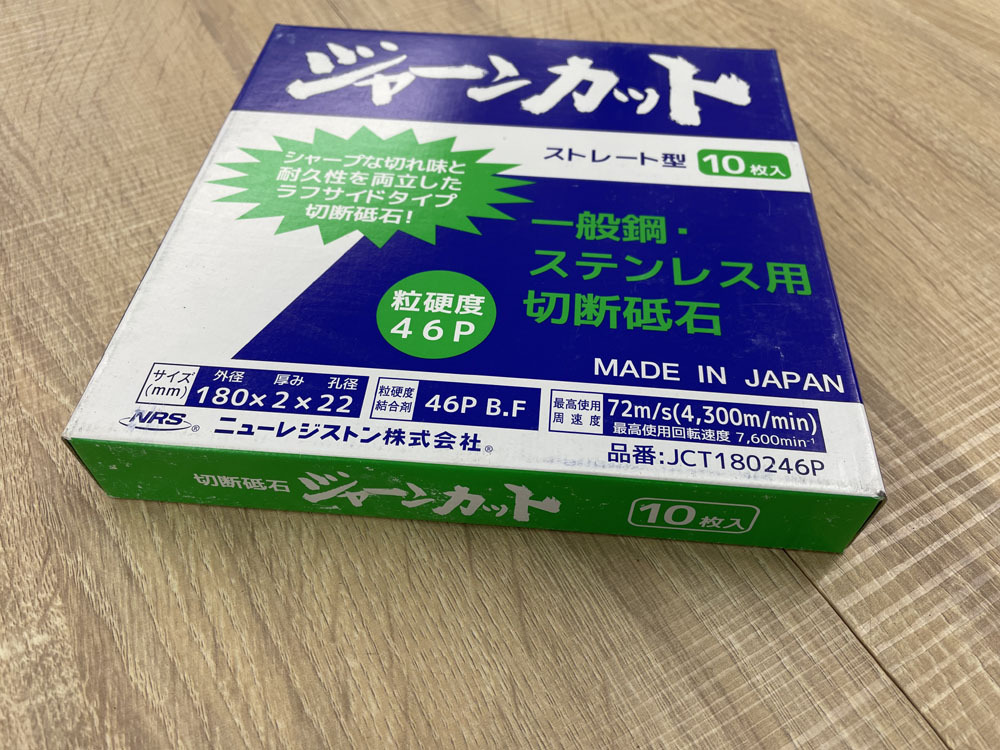 ジャーンカット
ストレート型 10枚入
シャープな切れ味と
耐久性を両立した
ラフサイドタイプ
切断砥石!
一般鋼・
ステンレス用
切断砥石
粒硬度
46P
MADE IN JAPAN
サイズ
(mm)
外径 厚み 孔径
180×2×22
粒硬度
結合剤
46P B.F
最高使用
周速度
72m/s(4,300m/min)
最高使用回転速度 7,600min-¹
NRS®
ニューレジストン株式会社®
品番:JCT180246P
切断砥石 ジャーンカット 10枚入